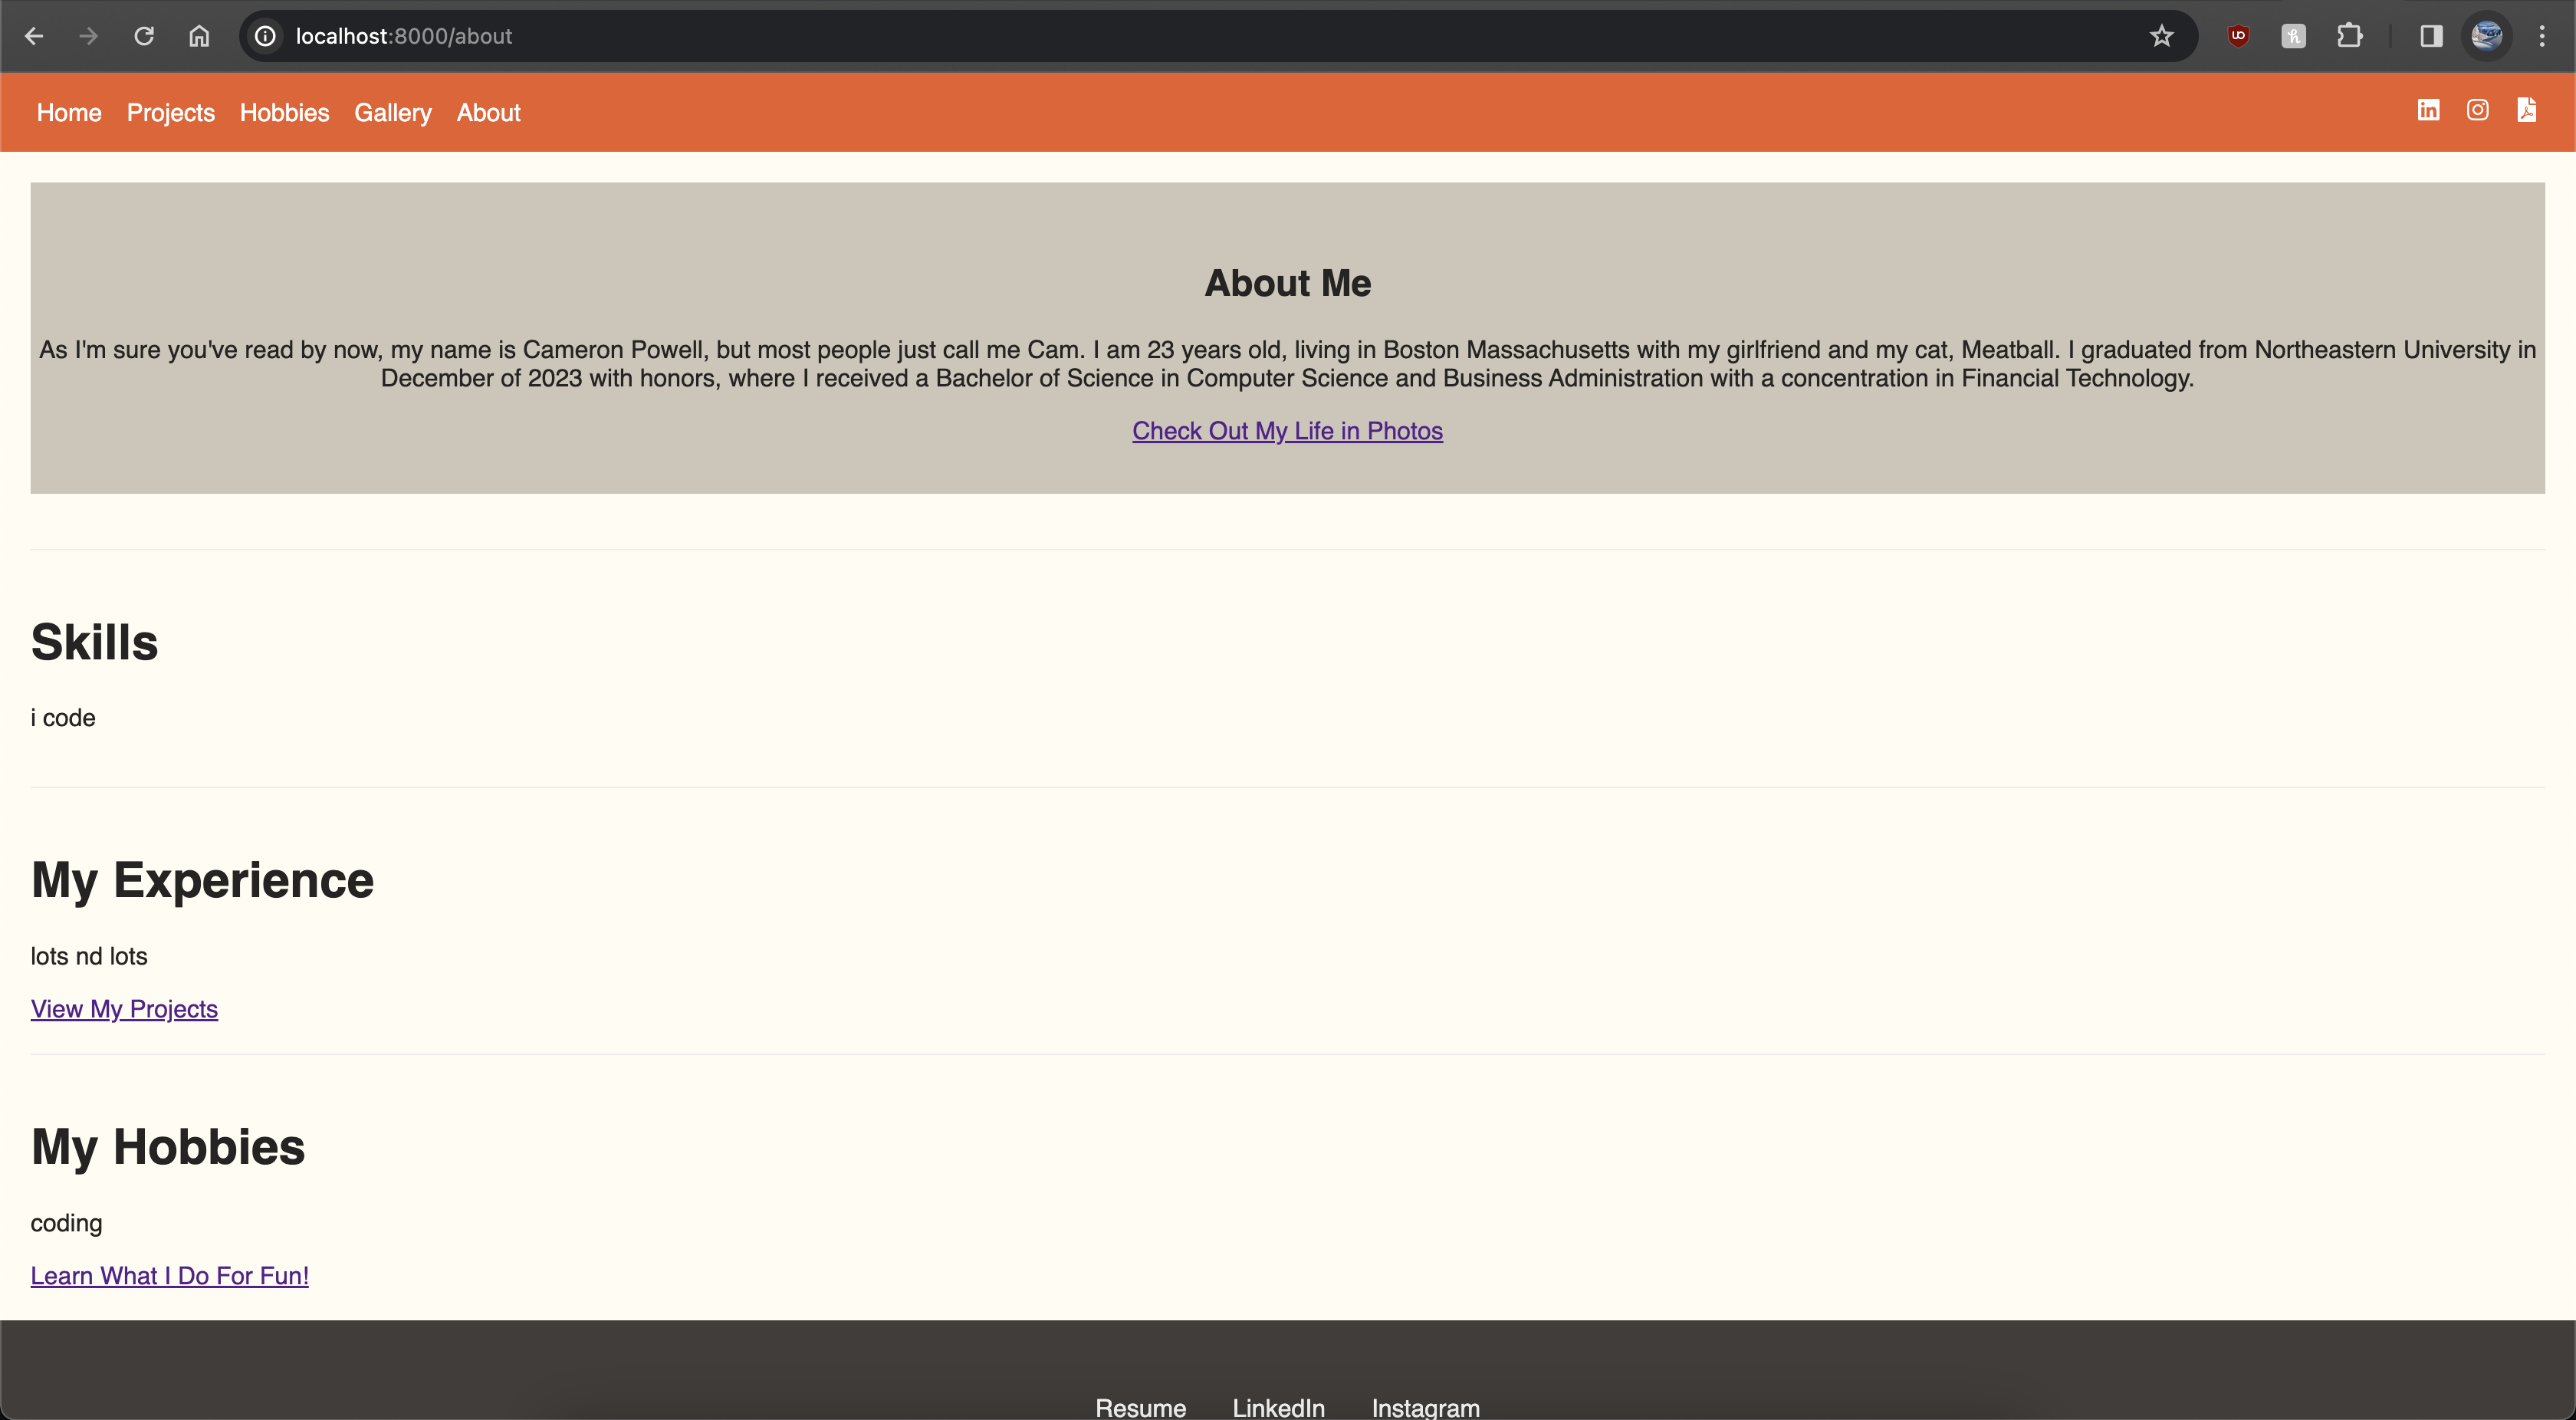 localhost:8000/about
Home Projects Hobbies Gallery About
About Me
As I'm sure you've read by now, my name is Cameron Powell, but most people just call me Cam. I am 23 years old, living in Boston Massachusetts with my girlfriend and my cat, Meatball. I graduated from Northeastern University in
December of 2023 with honors, where I received a Bachelor of Science in Computer Science and Business Administration with a concentration in Financial Technology.
Check Out My Life in Photos
Skills
i code
My Experience
lots nd lots
View My Projects
My Hobbies
coding
Learn What I Do For Fun!
Resume LinkedIn Instagram